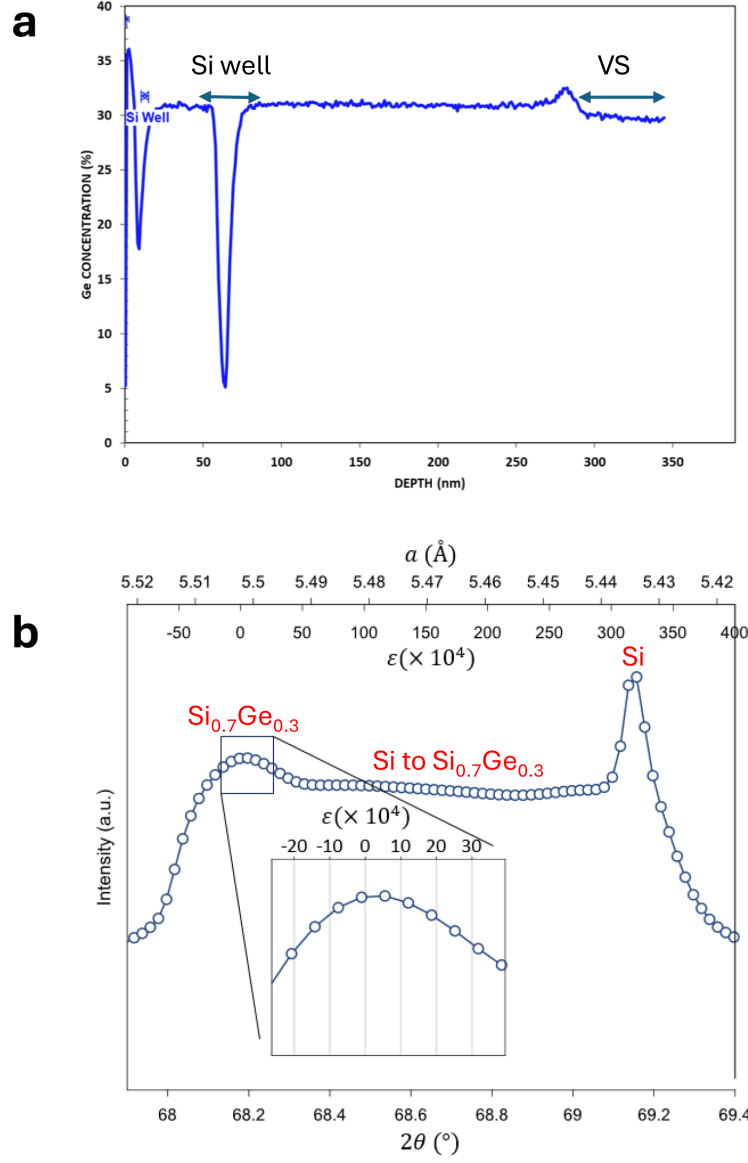 a
40
35
30
25
20
15
10
5
0
Ge CONCENTRATION (%)
Si Well
Si well
VS
0 50 100 150 200 250 300 350
DEPTH (nm)
b
a (Å)
5.52 5.51 5.5 5.49 5.48 5.47 5.46 5.45 5.44 5.43 5.42
-50 0 50 100 150 200 250 300 350 400
ε(× 10⁴)
Si
Si₀.₇Ge₀.₃
Si to Si₀.₇Ge₀.₃
ε(× 10⁴)
-20 -10 0 10 20 30
Intensity (a.u.)
68 68.2 68.4 68.6 68.8 69 69.2 69.4
2θ (°)